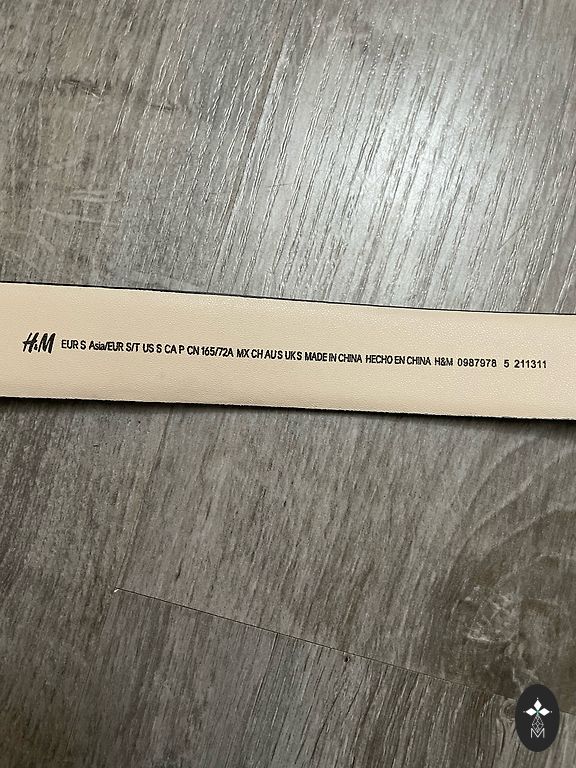 H&M EUR S Asia/EUR S/T US S CA P CN 165/72A MX CH AU S UK S MADE IN CHINA HECHO EN CHINA H&M 0987978 5 211311
M